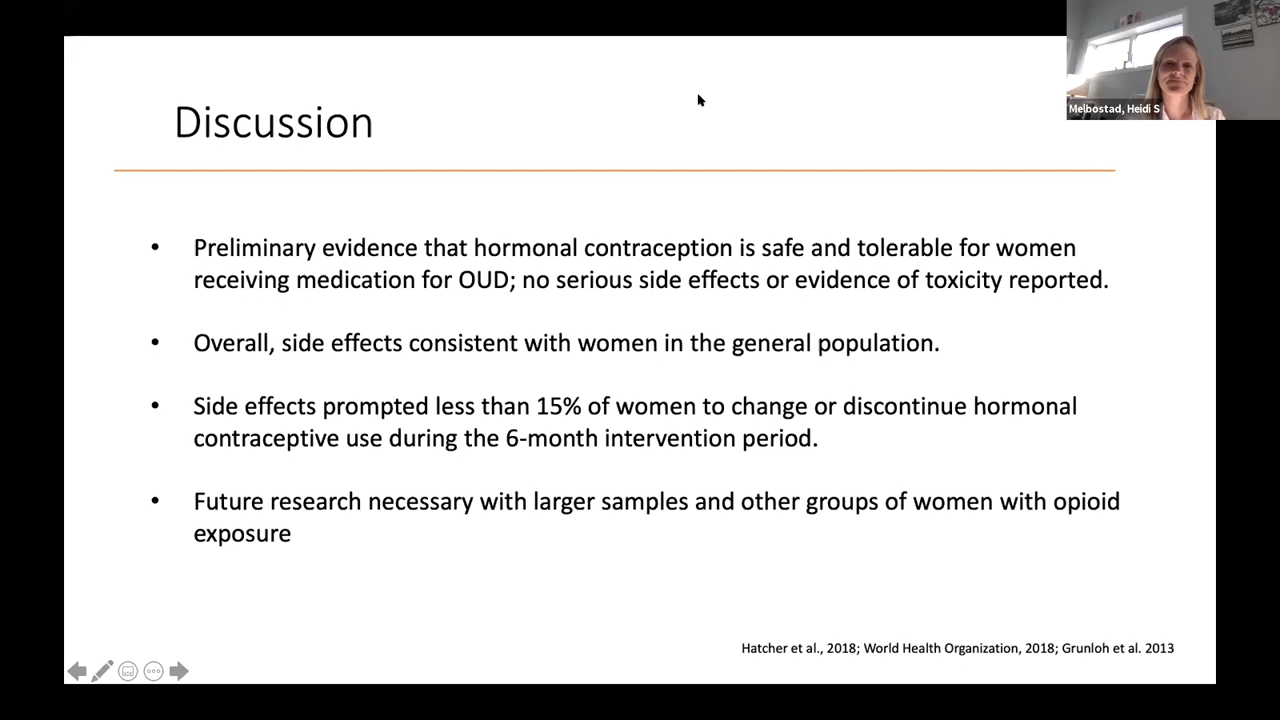 Discussion
Melbostad, Heidi S
• Preliminary evidence that hormonal contraception is safe and tolerable for women
receiving medication for OUD; no serious side effects or evidence of toxicity reported.
• Overall, side effects consistent with women in the general population.
• Side effects prompted less than 15% of women to change or discontinue hormonal
contraceptive use during the 6-month intervention period.
• Future research necessary with larger samples and other groups of women with opioid
exposure
Hatcher et al., 2018; World Health Organization, 2018; Grunloh et al. 2013